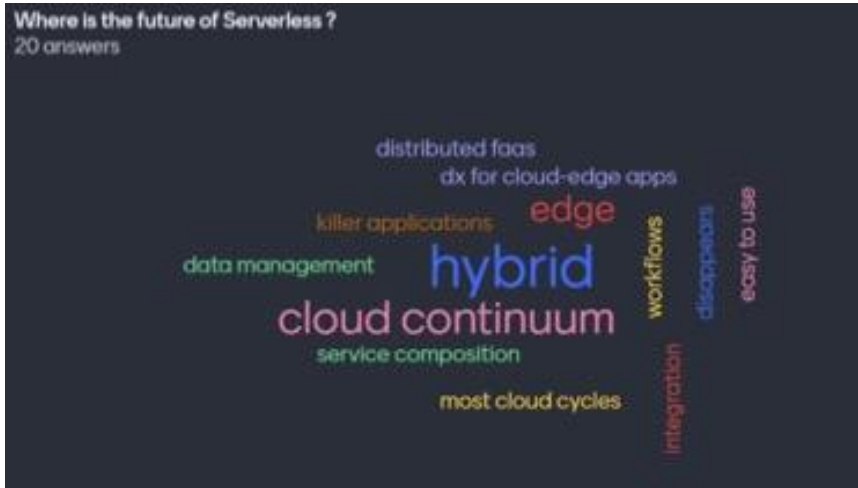 Where is the future of Serverless ?
20 answers
distributed faas
dx for cloud-edge apps
edge
killer applications
hybrid
data management
cloud continuum
service composition
most cloud cycles
workflows
disappears
easy to use
integration